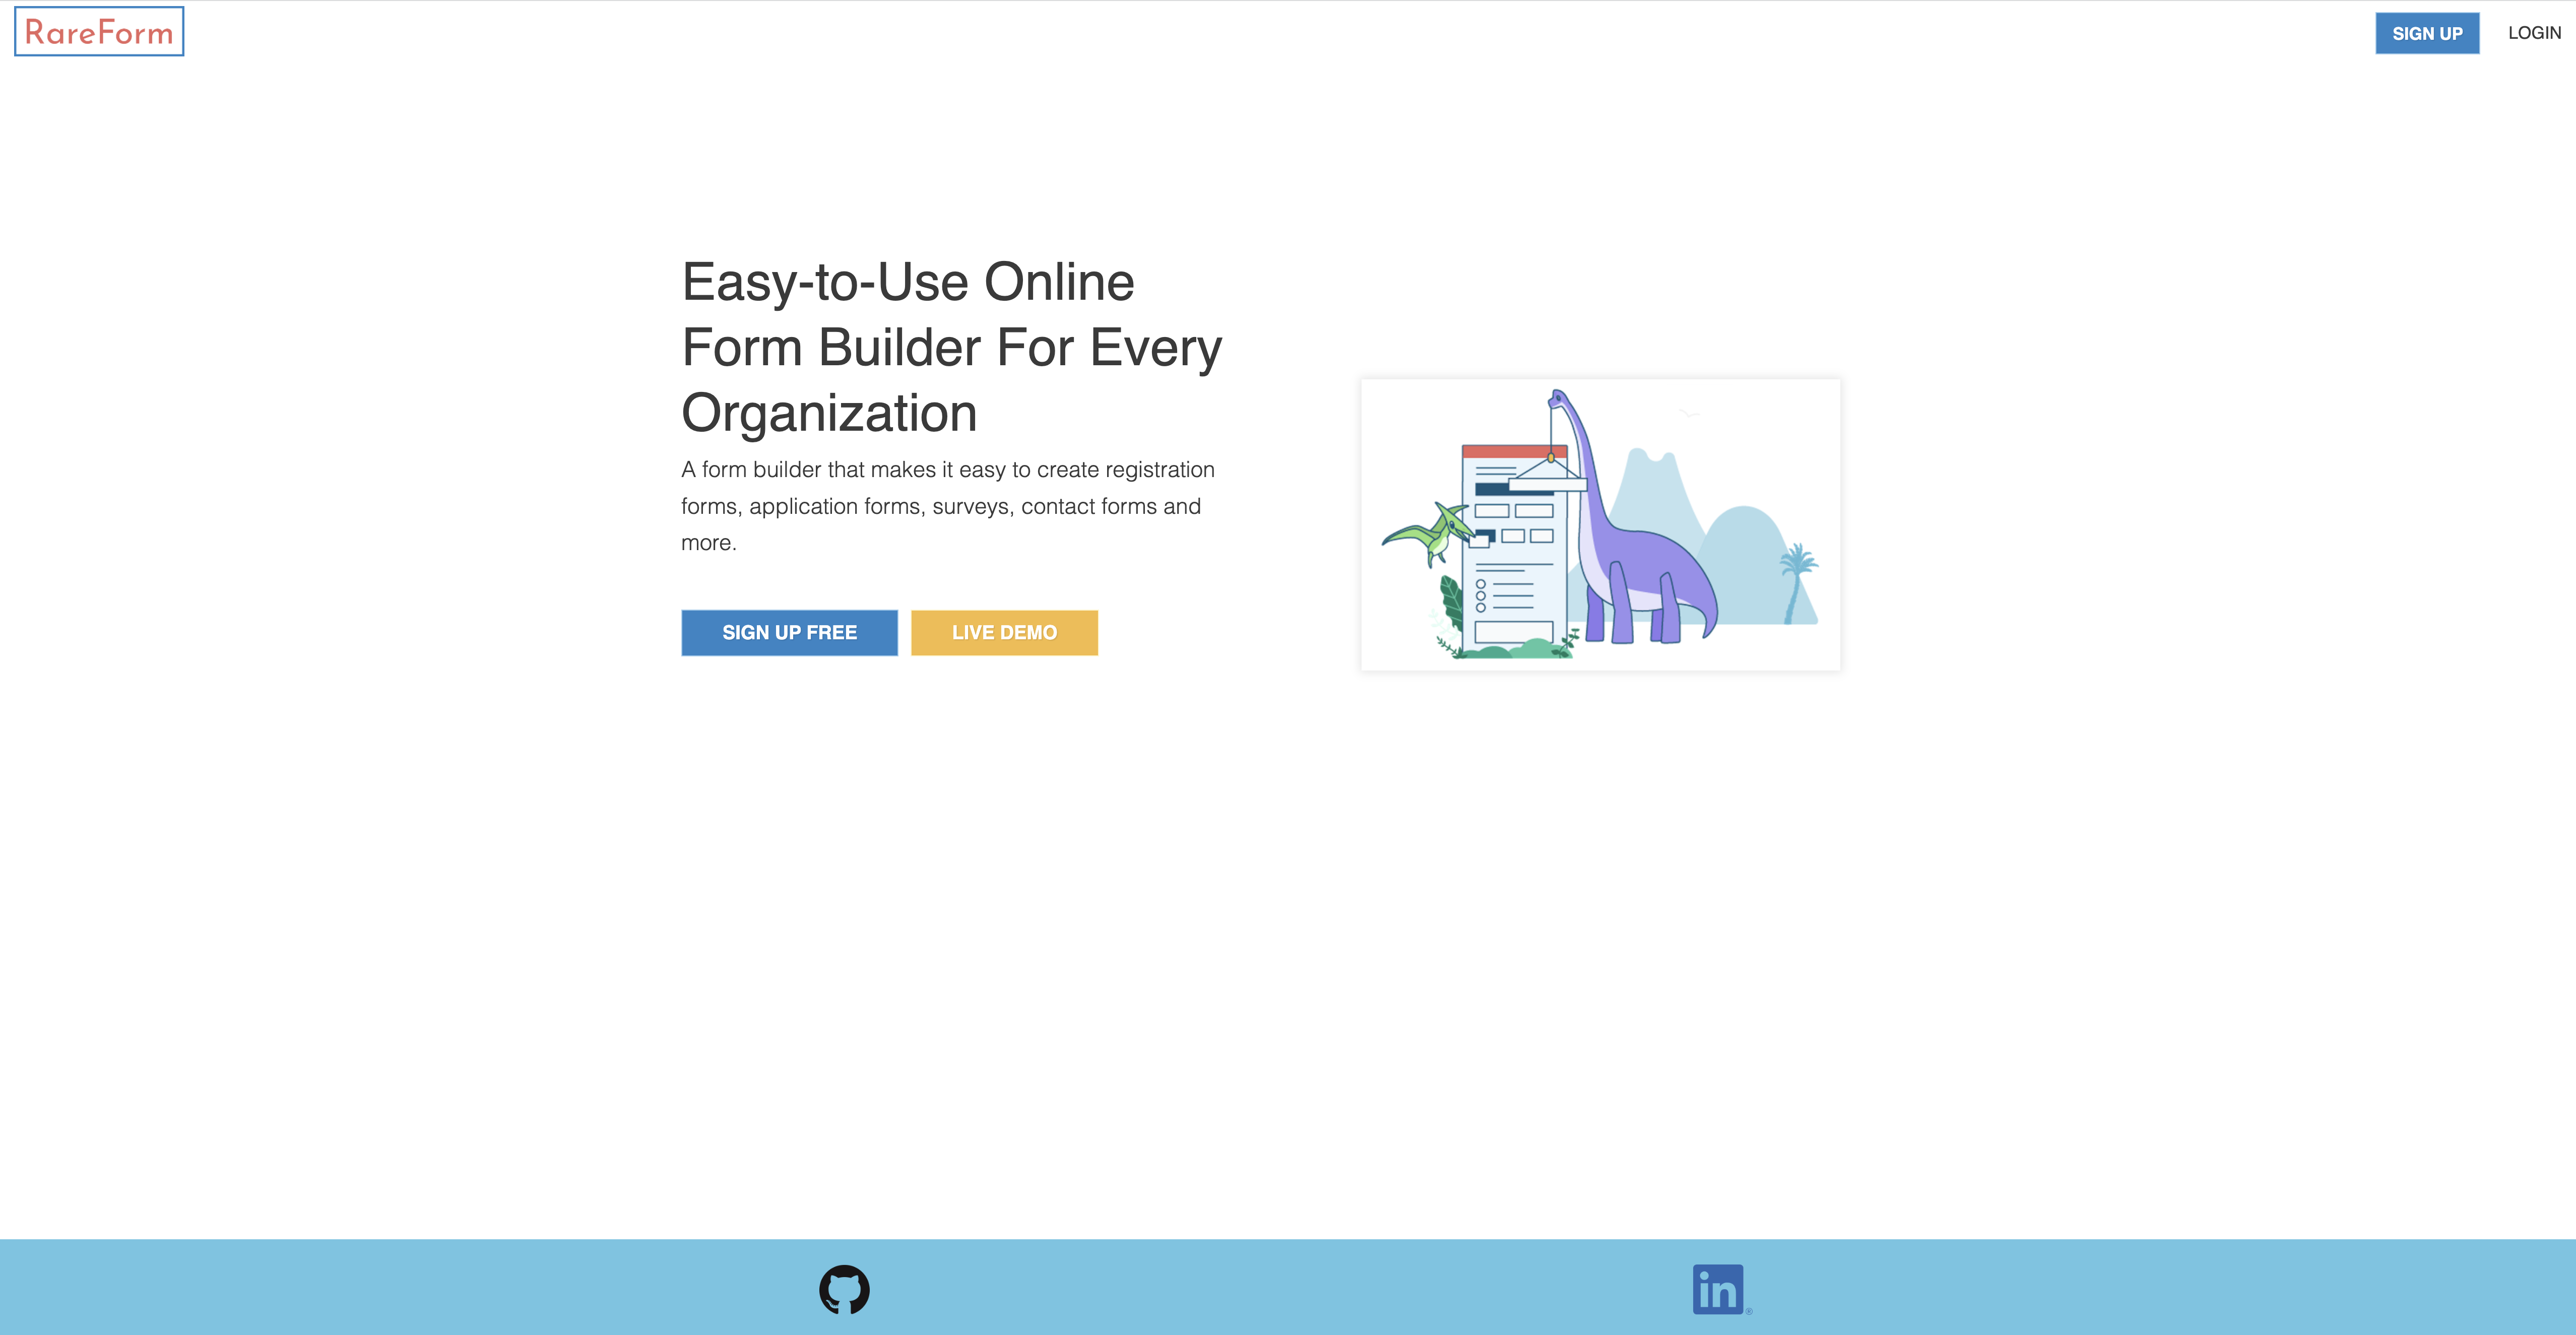 RareForm
SIGN UP
LOGIN
Easy-to-Use Online
Form Builder For Every
Organization
A form builder that makes it easy to create registration
forms, application forms, surveys, contact forms and
more.
SIGN UP FREE
LIVE DEMO
in®